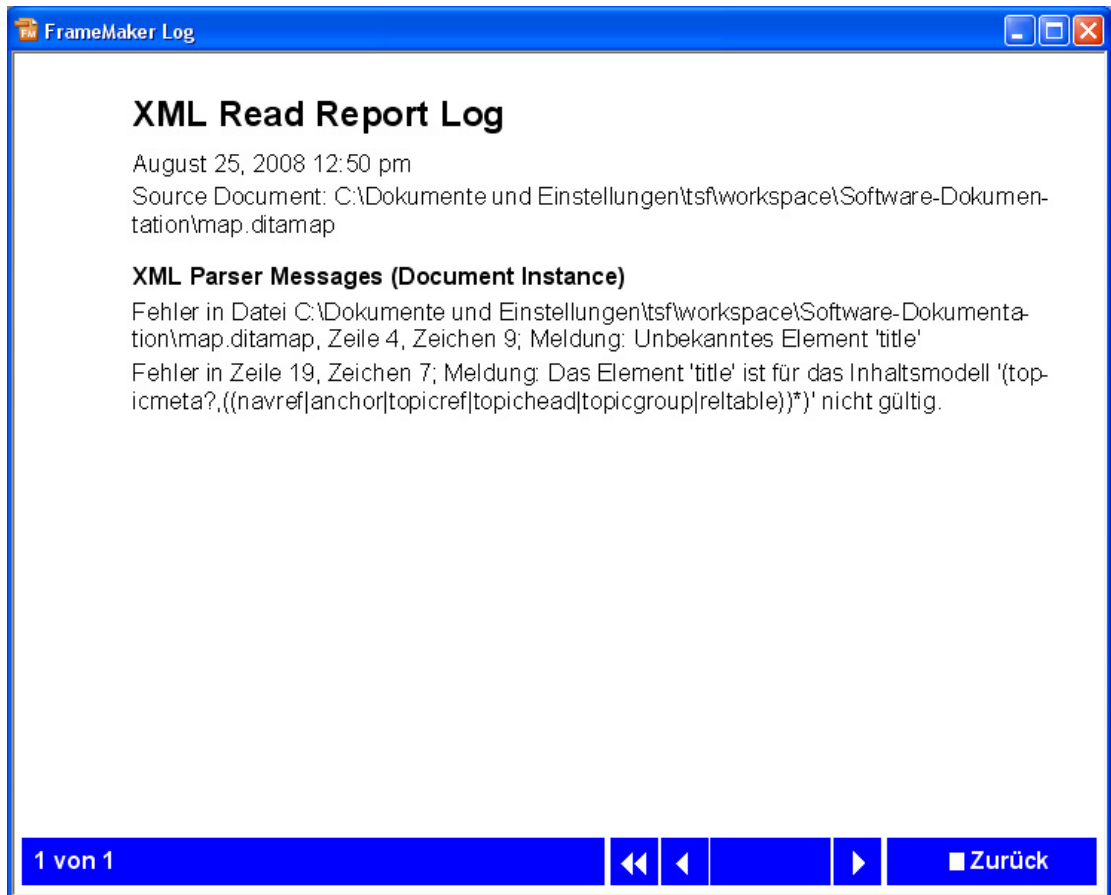 FrameMaker Log
XML Read Report Log
August 25, 2008 12:50 pm
Source Document: C:\Dokumente und Einstellungen\tsf\workspace\Software-Dokumen-
tation\map.ditamap
XML Parser Messages (Document Instance)
Fehler in Datei C:\Dokumente und Einstellungen\tsf\workspace\Software-Dokumenta-
tion\map.ditamap, Zeile 4, Zeichen 9; Meldung: Unbekanntes Element 'title'
Fehler in Zeile 19, Zeichen 7; Meldung: Das Element 'title' ist für das Inhaltsmodell '(top-
icmeta?,((navref|anchor|topicref|topichead|topicgroup|reltable))*)' nicht gültig.
1 von 1
Zurück